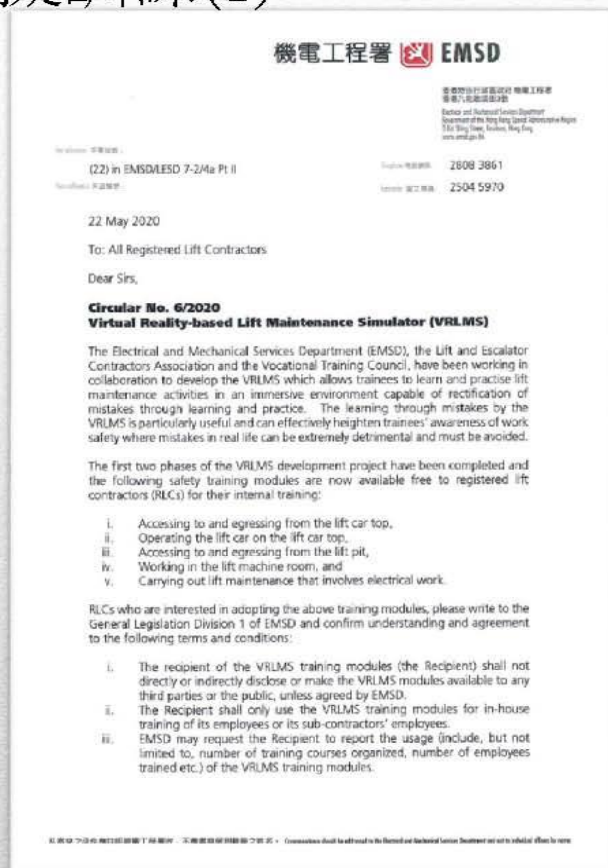 機電工程署 EMSD
Electrical and Mechanical Services Department
(22) in EMSD/LESD 7-2/4a Pt II
2808 3861
2504 5970
22 May 2020
To: All Registered Lift Contractors
Dear Sirs,
Circular No. 6/2020
Virtual Reality-based Lift Maintenance Simulator (VRLMS)
The Electrical and Mechanical Services Department (EMSD), the Lift and Escalator
Contractors Association and the Vocational Training Council, have been working in
collaboration to develop the VRLMS which allows trainees to learn and practise lift
maintenance activities in an immersive environment capable of rectification of
mistakes through learning and practice. The learning through mistakes by the
VRLMS is particularly useful and can effectively heighten trainees' awareness of work
safety where mistakes in real life can be extremely detrimental and must be avoided.
The first two phases of the VRLMS development project have been completed and
the following safety training modules are now available free to registered lift
contractors (RLCs) for their internal training:
i. Accessing to and egressing from the lift car top,
ii. Operating the lift car on the lift car top,
iii. Accessing to and egressing from the lift pit,
iv. Working in the lift machine room, and
v. Carrying out lift maintenance that involves electrical work.
RLCs who are interested in adopting the above training modules, please write to the
General Legislation Division 1 of EMSD and confirm understanding and agreement
to the following terms and conditions:
i. The recipient of the VRLMS training modules (the Recipient) shall not
directly or indirectly disclose or make the VRLMS modules available to any
third parties or the public, unless agreed by EMSD.
ii. The Recipient shall only use the VRLMS training modules for in-house
training of its employees or its sub-contractors' employees.
iii. EMSD may request the Recipient to report the usage (include, but not
limited to, number of training courses organized, number of employees
trained etc.) of the VRLMS training modules.